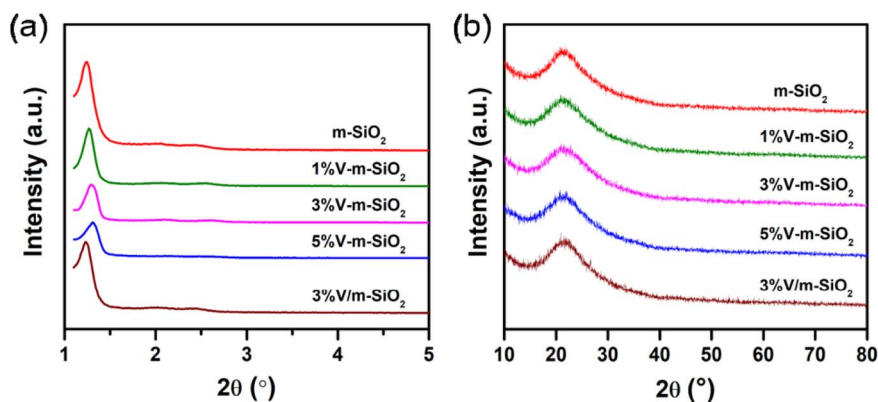 (a)
Intensity (a.u.)
m-SiO₂
1%V-m-SiO₂
3%V-m-SiO₂
5%V-m-SiO₂
3%V/m-SiO₂
1 2 3 4 5
2θ (°)
(b)
Intensity (a.u.)
m-SiO₂
1%V-m-SiO₂
3%V-m-SiO₂
5%V-m-SiO₂
3%V/m-SiO₂
10 20 30 40 50 60 70 80
2θ (°)